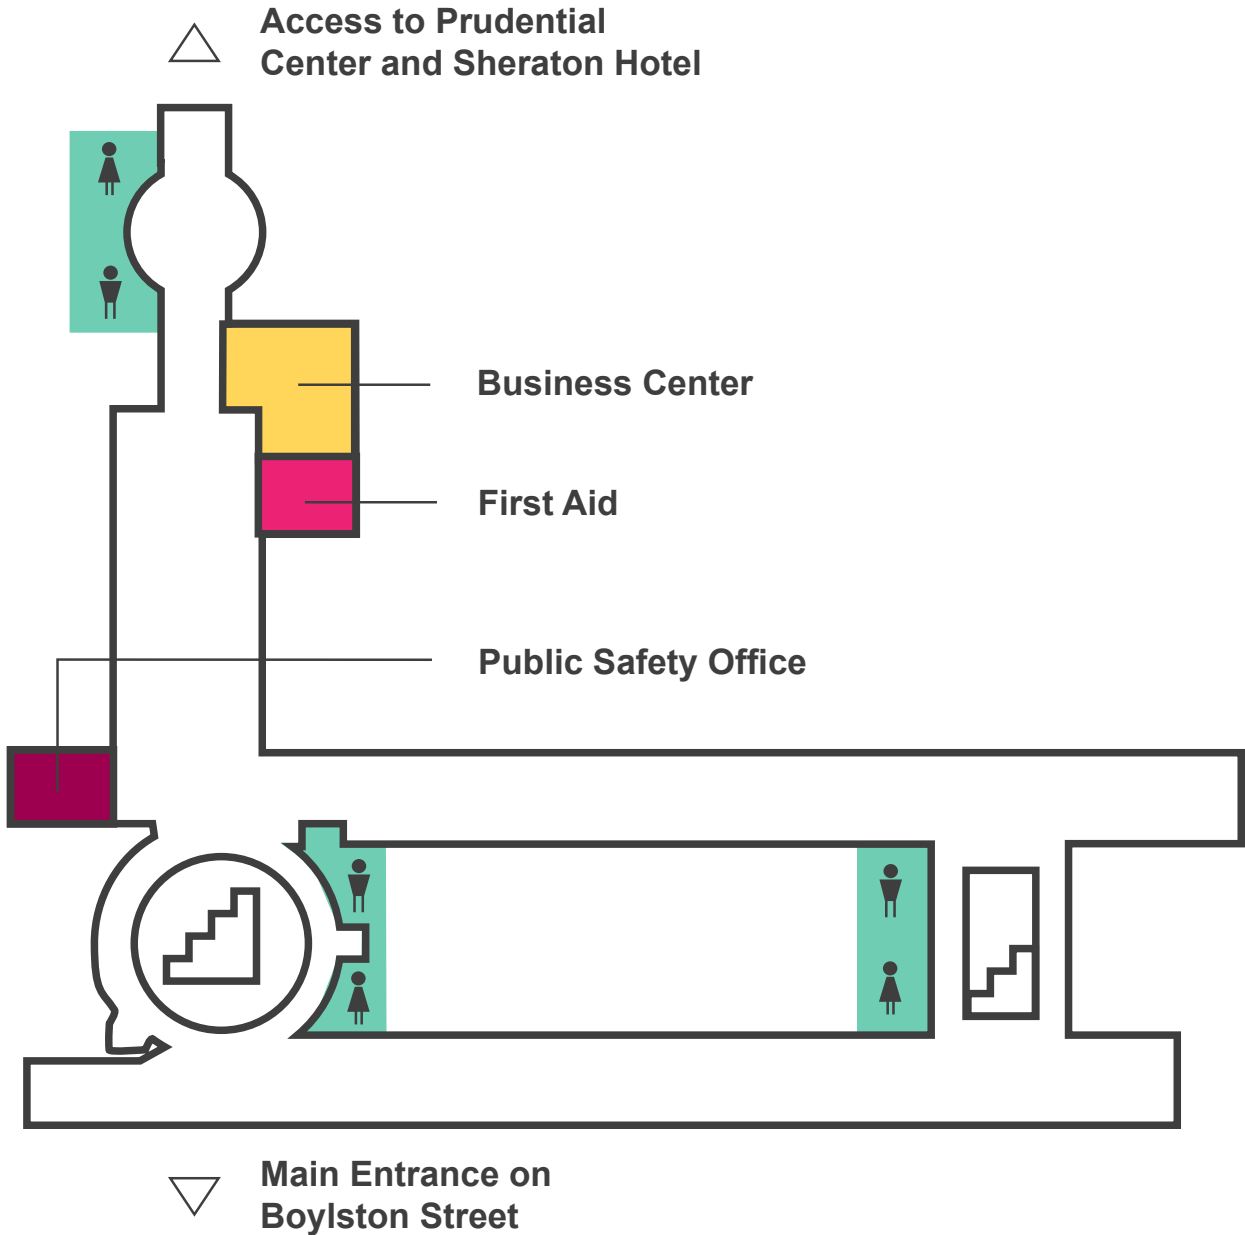 Access to Prudential
Center and Sheraton Hotel
Business Center
First Aid
Public Safety Office
Main Entrance on
Boylston Street